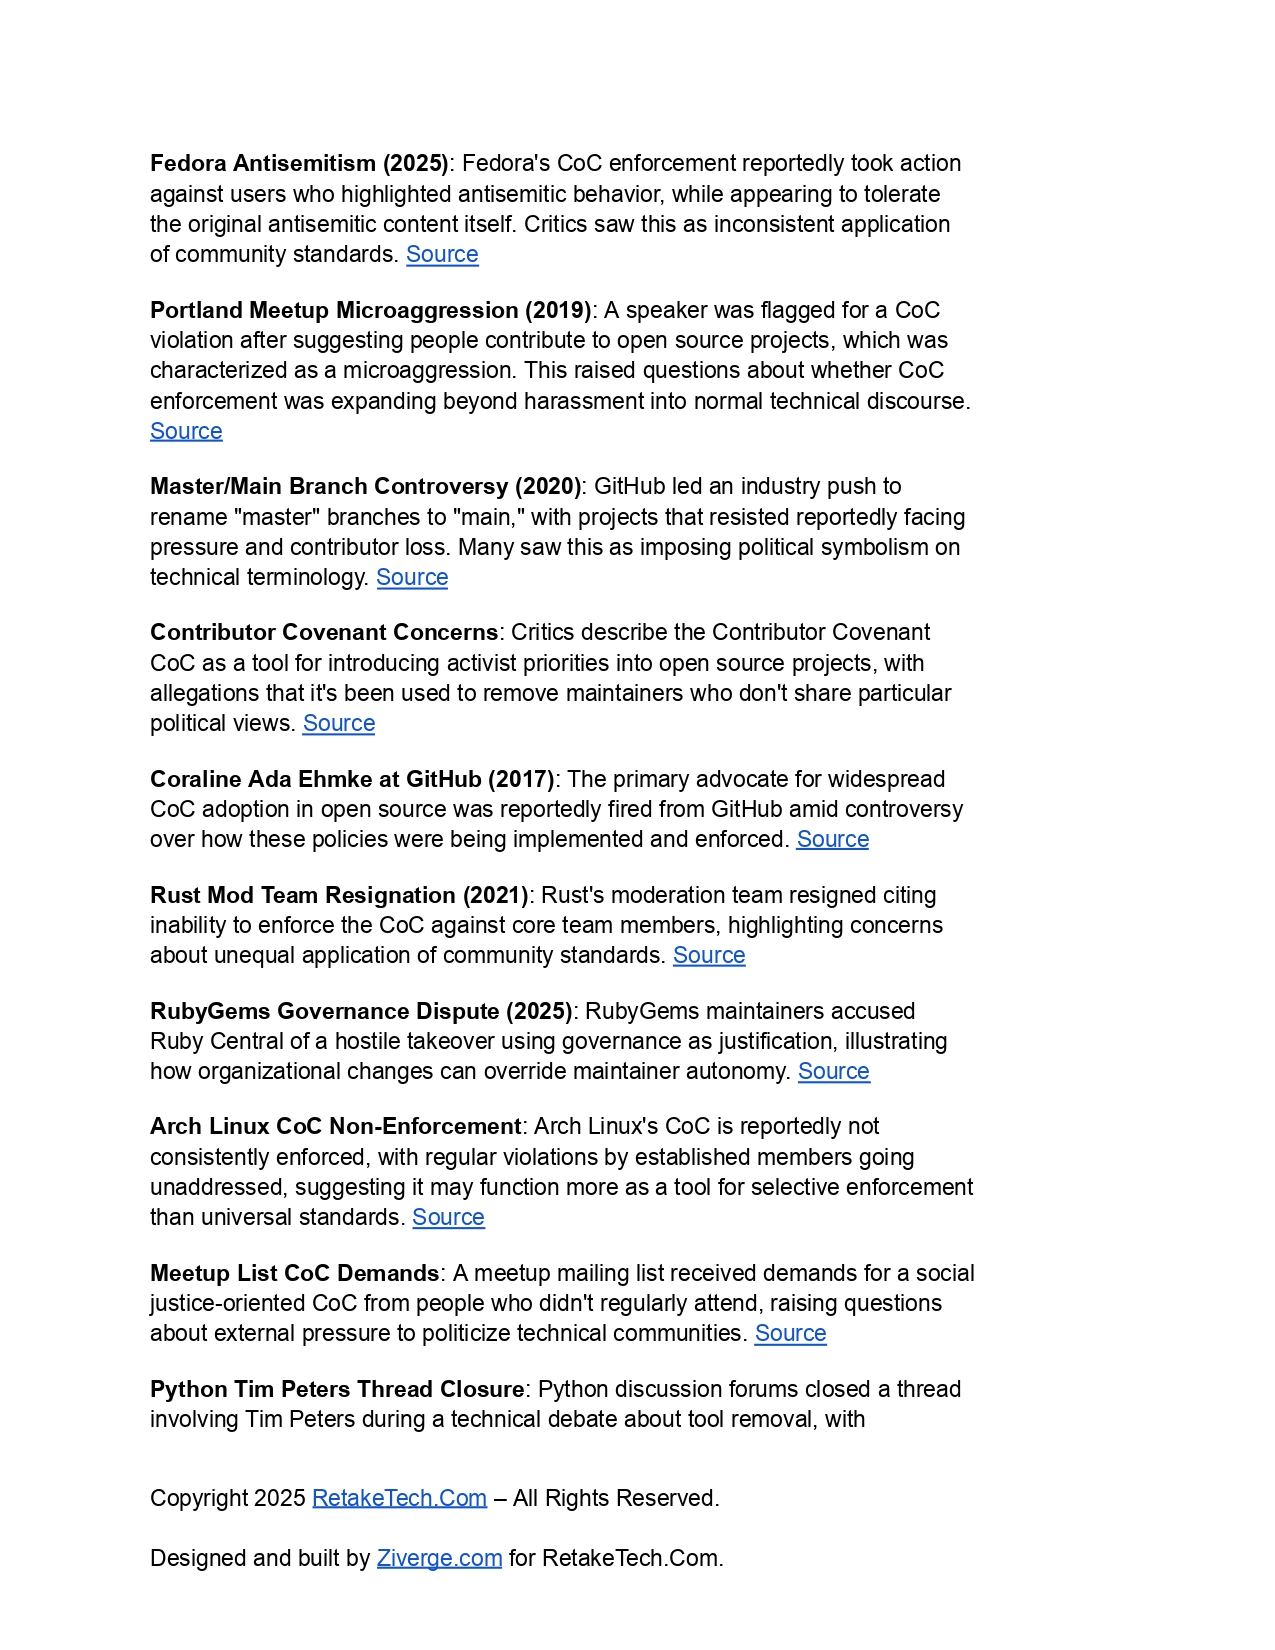 Fedora Antisemitism (2025): Fedora's CoC enforcement reportedly took action
against users who highlighted antisemitic behavior, while appearing to tolerate
the original antisemitic content itself. Critics saw this as inconsistent application
of community standards. Source
Portland Meetup Microaggression (2019): A speaker was flagged for a CoC
violation after suggesting people contribute to open source projects, which was
characterized as a microaggression. This raised questions about whether CoC
enforcement was expanding beyond harassment into normal technical discourse.
Source
Master/Main Branch Controversy (2020): GitHub led an industry push to
rename "master" branches to "main," with projects that resisted reportedly facing
pressure and contributor loss. Many saw this as imposing political symbolism on
technical terminology. Source
Contributor Covenant Concerns: Critics describe the Contributor Covenant
CoC as a tool for introducing activist priorities into open source projects, with
allegations that it's been used to remove maintainers who don't share particular
political views. Source
Coraline Ada Ehmke at GitHub (2017): The primary advocate for widespread
CoC adoption in open source was reportedly fired from GitHub amid controversy
over how these policies were being implemented and enforced. Source
Rust Mod Team Resignation (2021): Rust's moderation team resigned citing
inability to enforce the CoC against core team members, highlighting concerns
about unequal application of community standards. Source
RubyGems Governance Dispute (2025): RubyGems maintainers accused
Ruby Central of a hostile takeover using governance as justification, illustrating
how organizational changes can override maintainer autonomy. Source
Arch Linux CoC Non-Enforcement: Arch Linux's CoC is reportedly not
consistently enforced, with regular violations by established members going
unaddressed, suggesting it may function more as a tool for selective enforcement
than universal standards. Source
Meetup List CoC Demands: A meetup mailing list received demands for a social
justice-oriented CoC from people who didn't regularly attend, raising questions
about external pressure to politicize technical communities. Source
Python Tim Peters Thread Closure: Python discussion forums closed a thread
involving Tim Peters during a technical debate about tool removal, with
Copyright 2025 RetakeTech.Com – All Rights Reserved.
Designed and built by Ziverge.com for RetakeTech.Com.